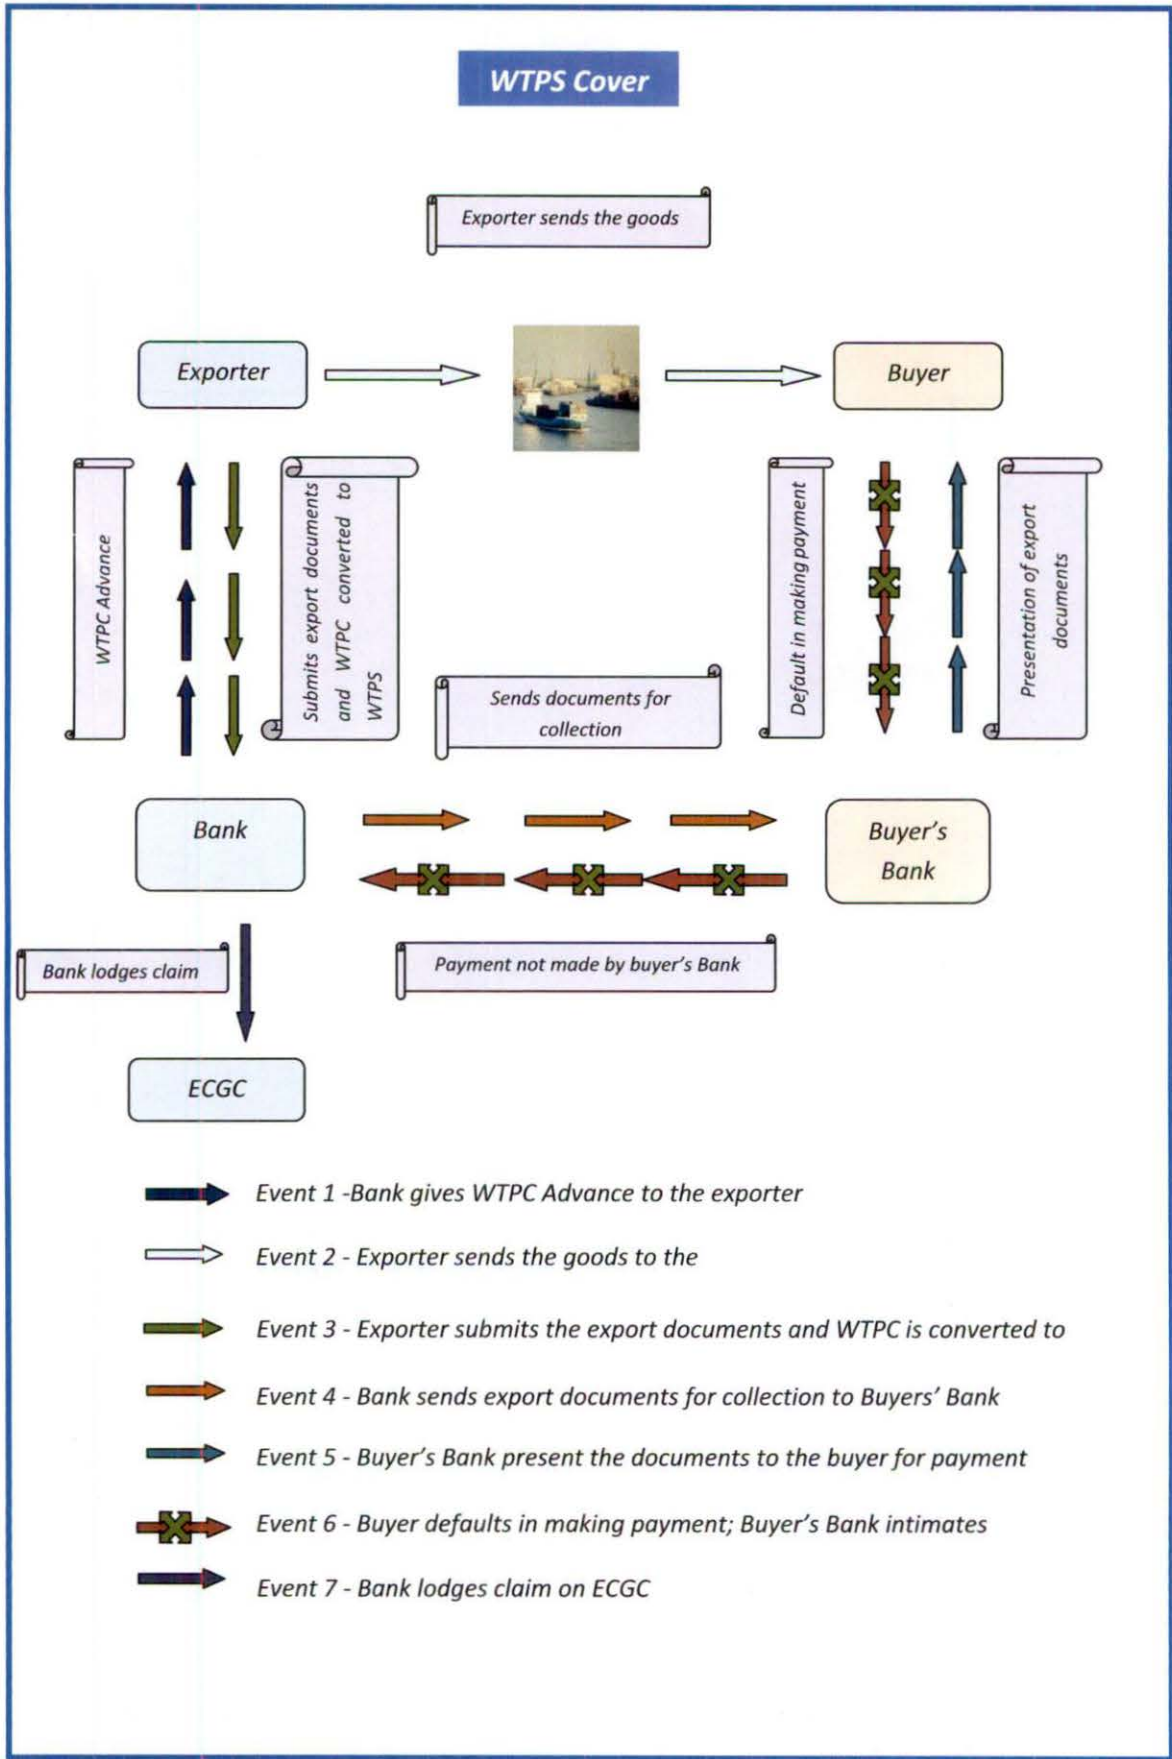 WTPS Cover
Exporter sends the goods
Exporter
Buyer
WTPC Advance
Submits export documents
and WTPC converted to
WTPS
Default in making payment
Presentation of export
documents
Sends documents for
collection
Bank
Buyer's
Bank
Bank lodges claim
Payment not made by buyer's Bank
ECGC
Event 1 -Bank gives WTPC Advance to the exporter
Event 2 - Exporter sends the goods to the
Event 3 - Exporter submits the export documents and WTPC is converted to
Event 4 - Bank sends export documents for collection to Buyers' Bank
Event 5 - Buyer's Bank present the documents to the buyer for payment
Event 6 - Buyer defaults in making payment; Buyer's Bank intimates
Event 7 - Bank lodges claim on ECGC